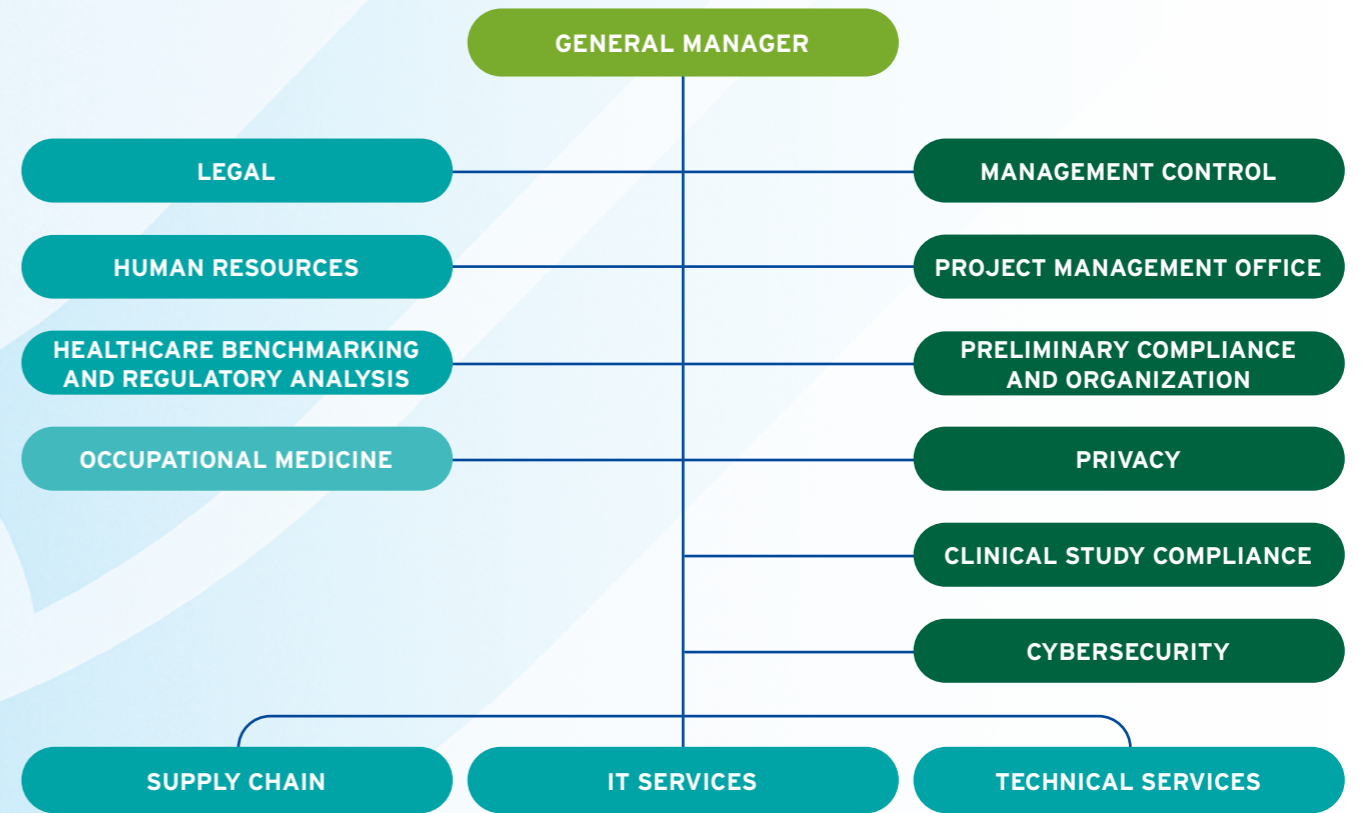 GENERAL MANAGER
LEGAL
MANAGEMENT CONTROL
HUMAN RESOURCES
PROJECT MANAGEMENT OFFICE
HEALTHCARE BENCHMARKING
AND REGULATORY ANALYSIS
PRELIMINARY COMPLIANCE
AND ORGANIZATION
OCCUPATIONAL MEDICINE
PRIVACY
CLINICAL STUDY COMPLIANCE
CYBERSECURITY
SUPPLY CHAIN
IT SERVICES
TECHNICAL SERVICES